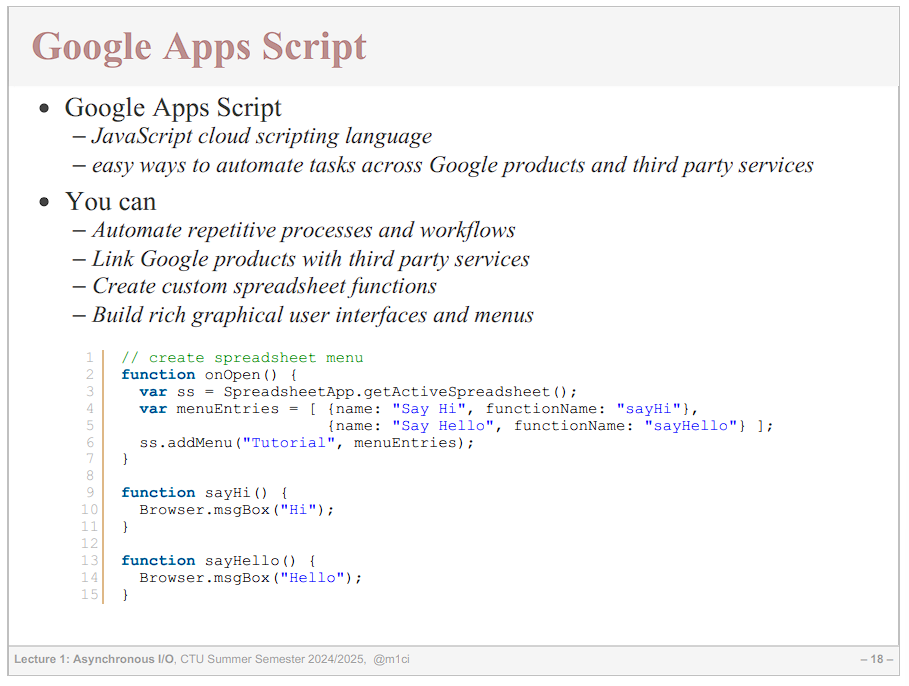 Google Apps Script
• Google Apps Script
– JavaScript cloud scripting language
– easy ways to automate tasks across Google products and third party services
• You can
– Automate repetitive processes and workflows
– Link Google products with third party services
– Create custom spreadsheet functions
– Build rich graphical user interfaces and menus
1 // create spreadsheet menu
2 function onOpen() {
3   var ss = SpreadsheetApp.getActiveSpreadsheet();
4   var menuEntries = [ {name: "Say Hi", functionName: "sayHi"},
5                       {name: "Say Hello", functionName: "sayHello"} ];
6   ss.addMenu("Tutorial", menuEntries);
7 }
8
9 function sayHi() {
10   Browser.msgBox("Hi");
11 }
12
13 function sayHello() {
14   Browser.msgBox("Hello");
15 }
Lecture 1: Asynchronous I/O, CTU Summer Semester 2024/2025, @m1ci
– 18 –